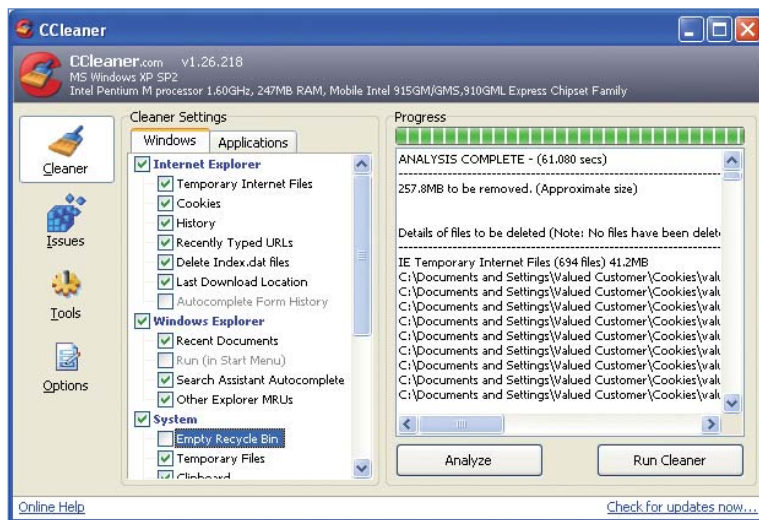 CCleaner
CCleaner.com v1.26.218
MS Windows XP SP2
Intel Pentium M processor 1.60GHz, 247MB RAM, Mobile Intel 915GM/GMS,910GML Express Chipset Family
Cleaner
Issues
Tools
Options
Cleaner Settings
Windows
Applications
Internet Explorer
Temporary Internet Files
Cookies
History
Recently Typed URLs
Delete Index.dat files
Last Download Location
Autocomplete Form History
Windows Explorer
Recent Documents
Run (in Start Menu)
Search Assistant Autocomplete
Other Explorer MRUs
System
Empty Recycle Bin
Temporary Files
Clipboard
Progress
ANALYSIS COMPLETE - (61.080 secs)
257.8MB to be removed. (Approximate size)
Details of files to be deleted (Note: No files have been delet
IE Temporary Internet Files (694 files) 41.2MB
C:\Documents and Settings\Valued Customer\Cookies\valu
C:\Documents and Settings\Valued Customer\Cookies\valu
C:\Documents and Settings\Valued Customer\Cookies\valu
C:\Documents and Settings\Valued Customer\Cookies\valu
C:\Documents and Settings\Valued Customer\Cookies\valu
C:\Documents and Settings\Valued Customer\Cookies\valu
C:\Documents and Settings\Valued Customer\Cookies\valu
C:\Documents and Settings\Valued Customer\Cookies\valu
C:\Documents and Settings\Valued Customer\Cookies\valu
Analyze
Run Cleaner
Online Help
Check for updates now...